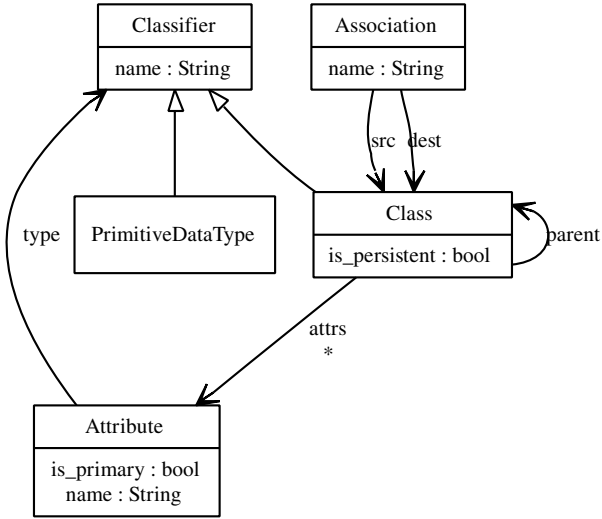 Classifier
name : String
Association
name : String
src
dest
PrimitiveDataType
Class
is_persistent : bool
type
parent
attrs
*
Attribute
is_primary : bool
name : String